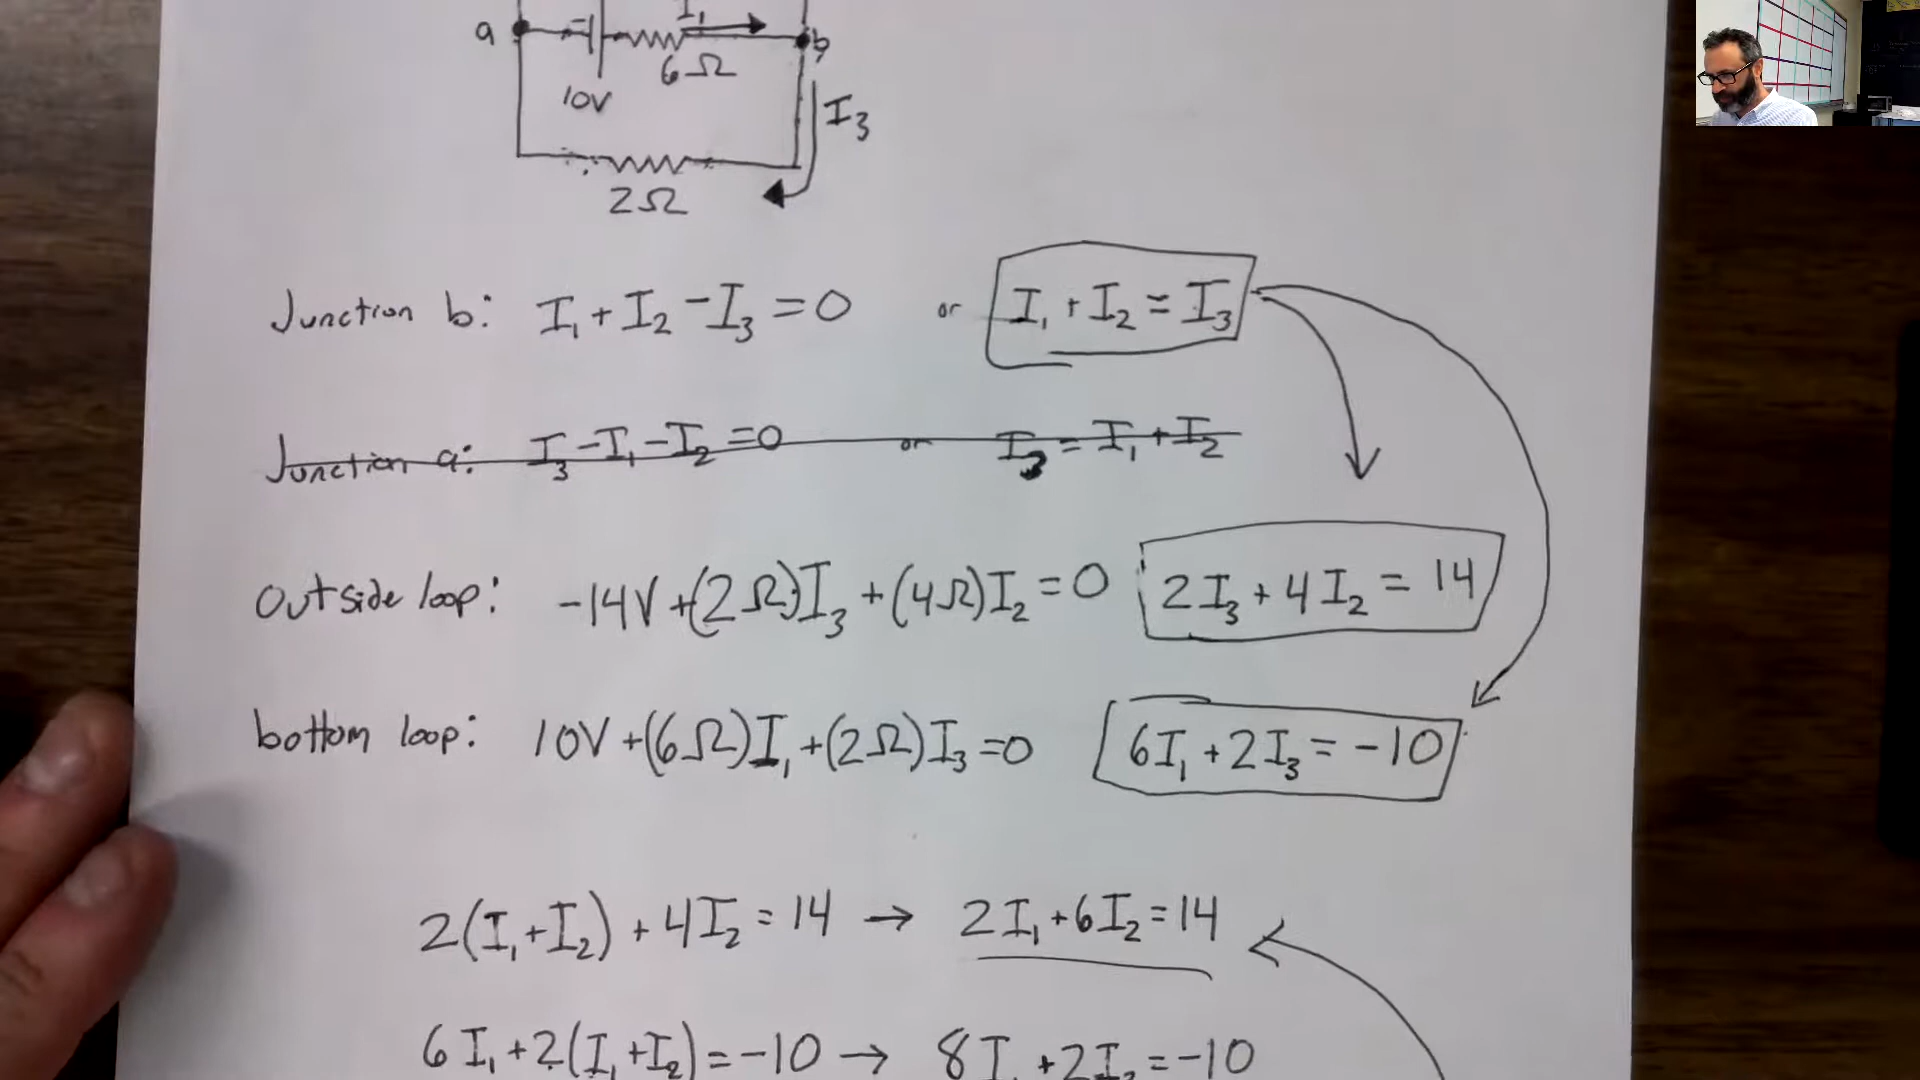 a I₁ b
6Ω
10V I₃
2Ω
Junction b: I₁ + I₂ - I₃ = 0 or I₁ + I₂ = I₃
Junction a: I₃ - I₁ - I₂ = 0 or I₃ = I₁ + I₂
Outside loop: -14V + (2Ω)I₃ + (4Ω)I₂ = 0 2I₃ + 4I₂ = 14
bottom loop: 10V + (6Ω)I₁ + (2Ω)I₃ = 0 6I₁ + 2I₃ = -10
2(I₁ + I₂) + 4I₂ = 14 → 2I₁ + 6I₂ = 14
6I₁ + 2(I₁ + I₂) = -10 → 8I₁ + 2I₂ = -10